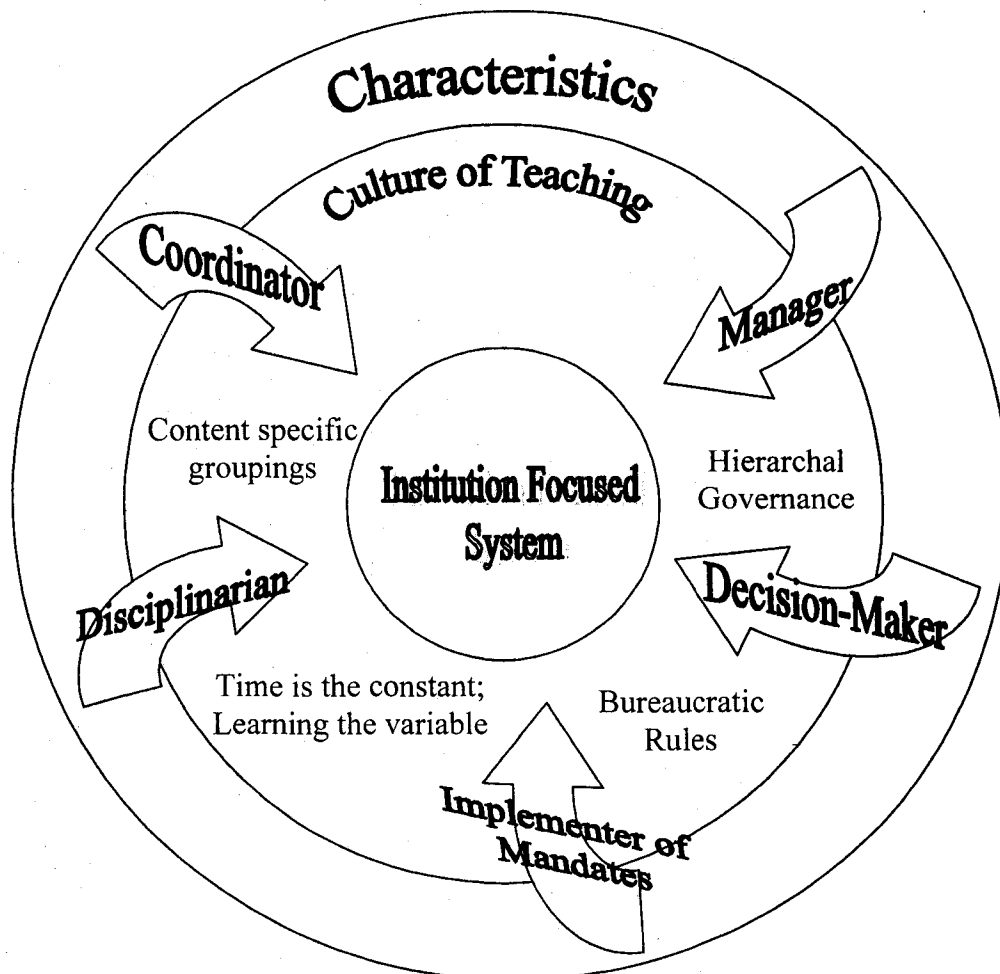 Characteristics
Culture of Teaching
Coordinator
Manager
Content specific
groupings
Institution Focused
System
Hierarchal
Governance
Disciplinarian
Decision-Maker
Time is the constant;
Learning the variable
Bureaucratic
Rules
Implementer of
Mandates